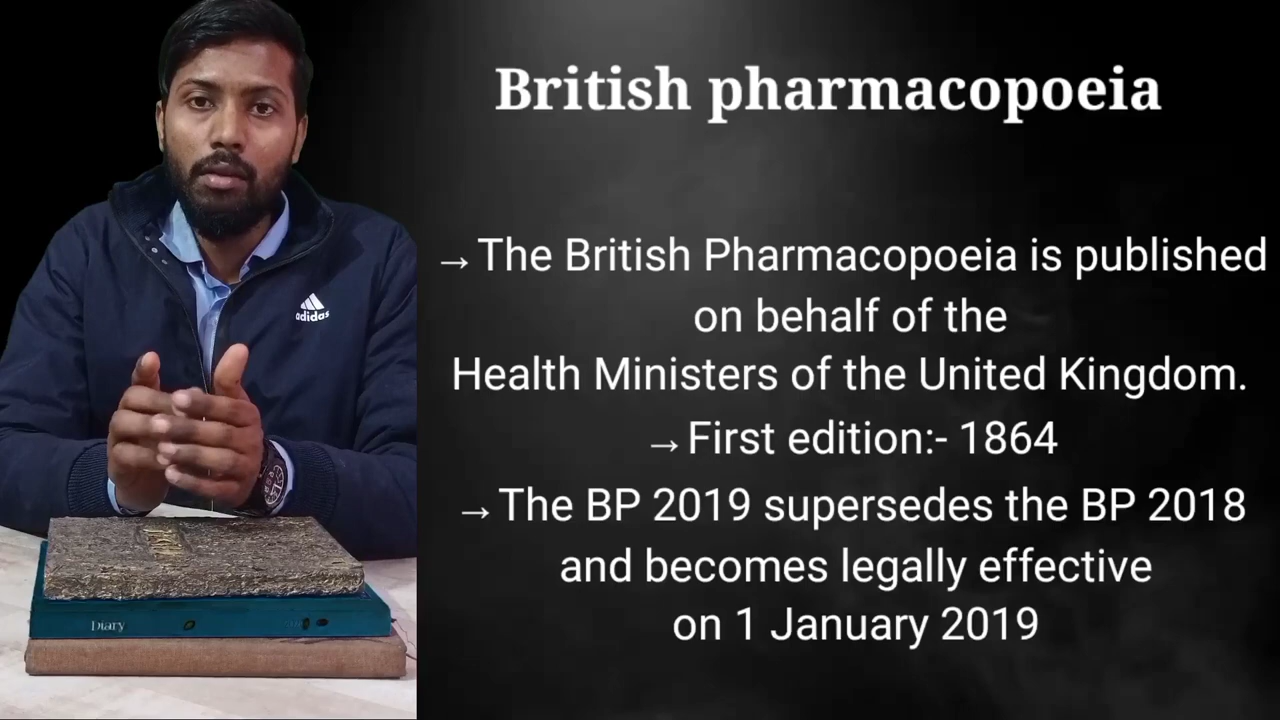 British pharmacopoeia
→The British Pharmacopoeia is published
on behalf of the
Health Ministers of the United Kingdom.
→First edition:- 1864
→The BP 2019 supersedes the BP 2018
and becomes legally effective
on 1 January 2019
adidas
Diary